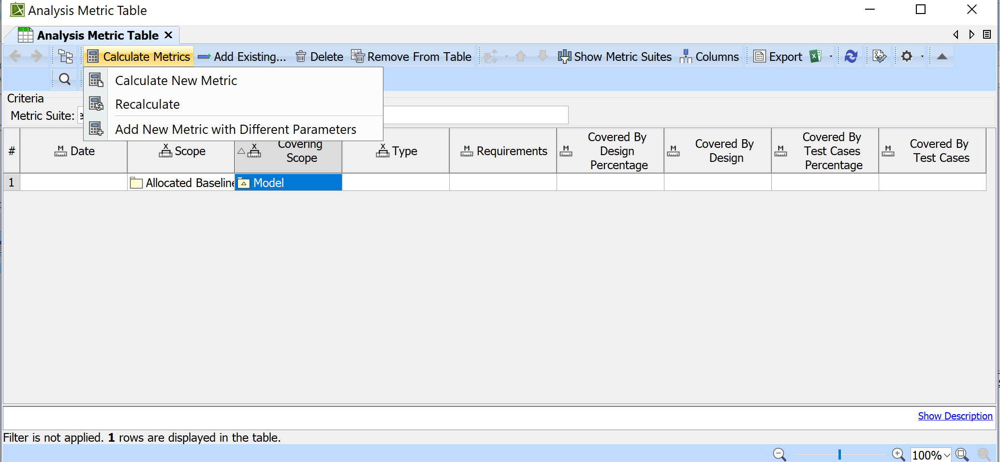 Analysis Metric Table
Analysis Metric Table
Calculate Metrics Add Existing... Delete Remove From Table Show Metric Suites Columns Export
Calculate New Metric
Recalculate
Add New Metric with Different Parameters
Criteria
Metric Suite:
# Date Scope Covering Scope Type Requirements Covered By Design Percentage Covered By Design Covered By Test Cases Percentage Covered By Test Cases
1 Allocated Baseline Model
Show Description
Filter is not applied. 1 rows are displayed in the table.
100%